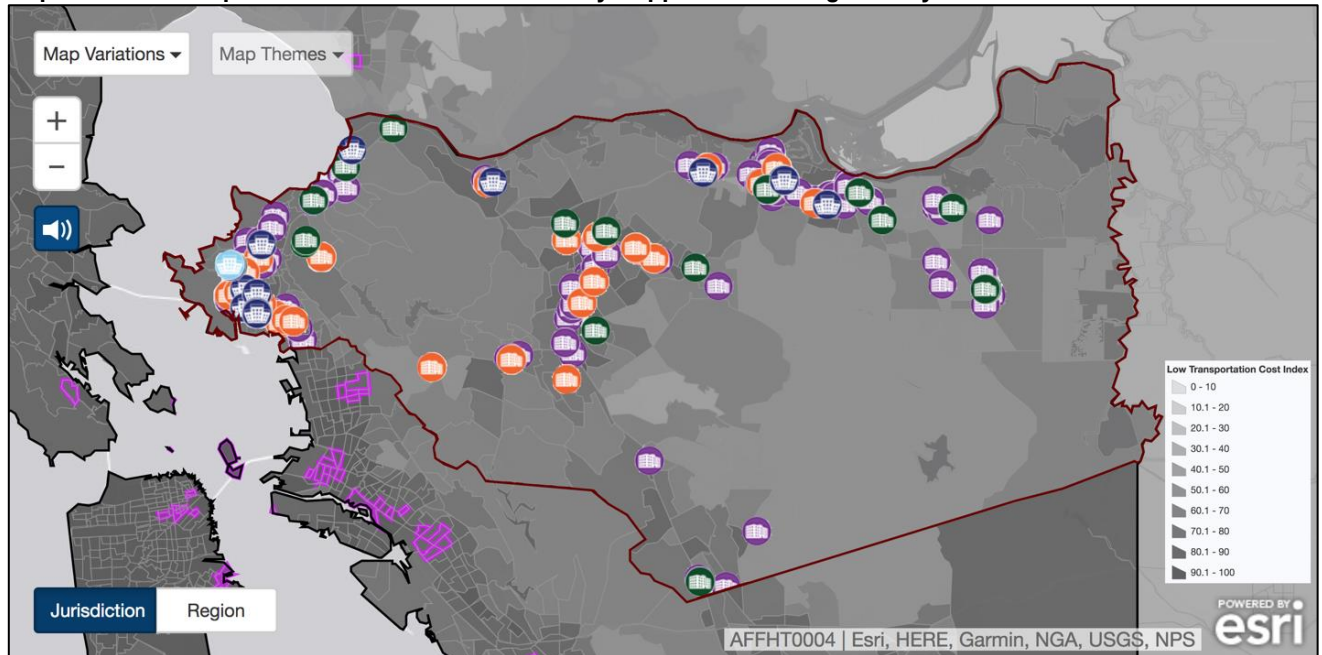 Map Variations
Map Themes
+
−
Low Transportation Cost Index
0 - 10
10.1 - 20
20.1 - 30
30.1 - 40
40.1 - 50
50.1 - 60
60.1 - 70
70.1 - 80
80.1 - 90
90.1 - 100
Jurisdiction
Region
POWERED BY
esri
AFFHT0004 | Esri, HERE, Garmin, NGA, USGS, NPS